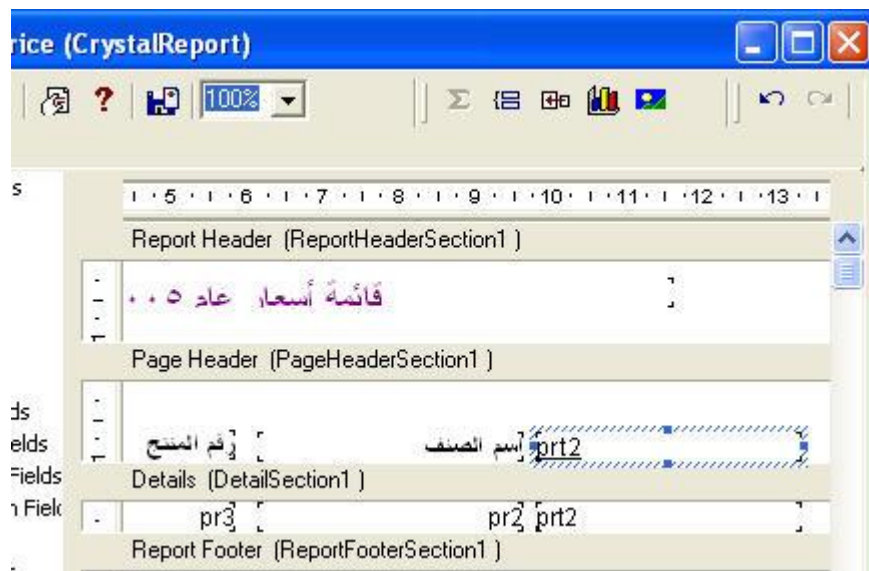 rice (CrystalReport)
100%
s
5 6 7 8 9 10 11 12 13
Report Header (ReportHeaderSection1 )
قائمة أسعار عام ٠٠٥
Page Header (PageHeaderSection1 )
ds
elds
رقم المنتج اسم الصنف prt2
Fields
Details (DetailSection1 )
n Field
pr3 pr2 prt2
Report Footer (ReportFooterSection1 )